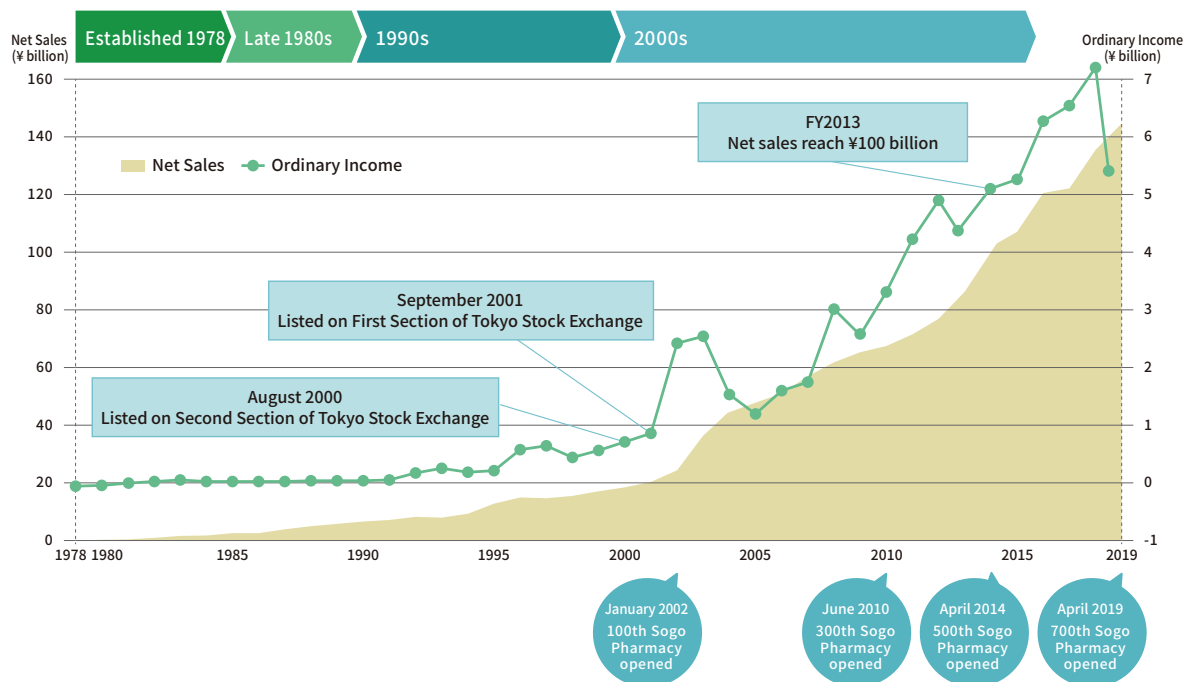 Established 1978
Late 1980s
1990s
2000s
Net Sales
(¥ billion)
Ordinary Income
(¥ billion)
160
140
120
100
80
60
40
20
0
7
6
5
4
3
2
1
0
-1
Net Sales
Ordinary Income
FY2013
Net sales reach ¥100 billion
September 2001
Listed on First Section of Tokyo Stock Exchange
August 2000
Listed on Second Section of Tokyo Stock Exchange
1978 1980 1985 1990 1995 2000 2005 2010 2015 2019
January 2002
100th Sogo
Pharmacy
opened
June 2010
300th Sogo
Pharmacy
opened
April 2014
500th Sogo
Pharmacy
opened
April 2019
700th Sogo
Pharmacy
opened